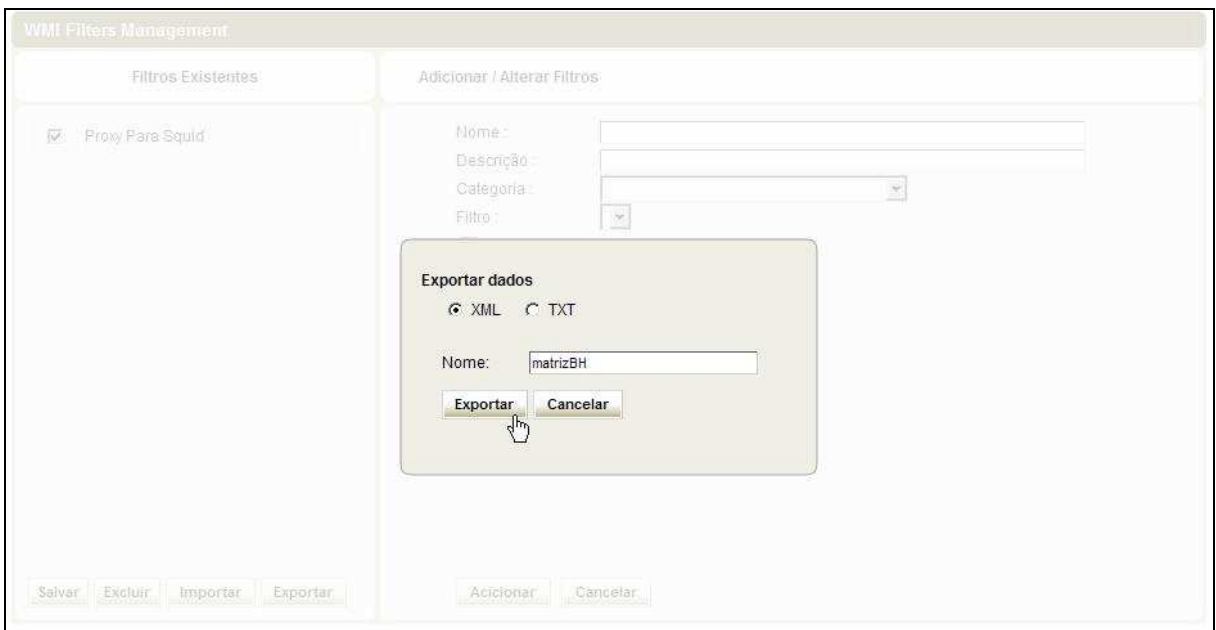 WMI Filters Management
Filtros Existentes
Adicionar / Alterar Filtros
Proxy Para Squid
Nome :
Descrição :
Categoria :
Filtro :
Exportar dados
XML TXT
Nome: matrizBH
Exportar Cancelar
Salvar Excluir Importar Exportar
Adicionar Cancelar